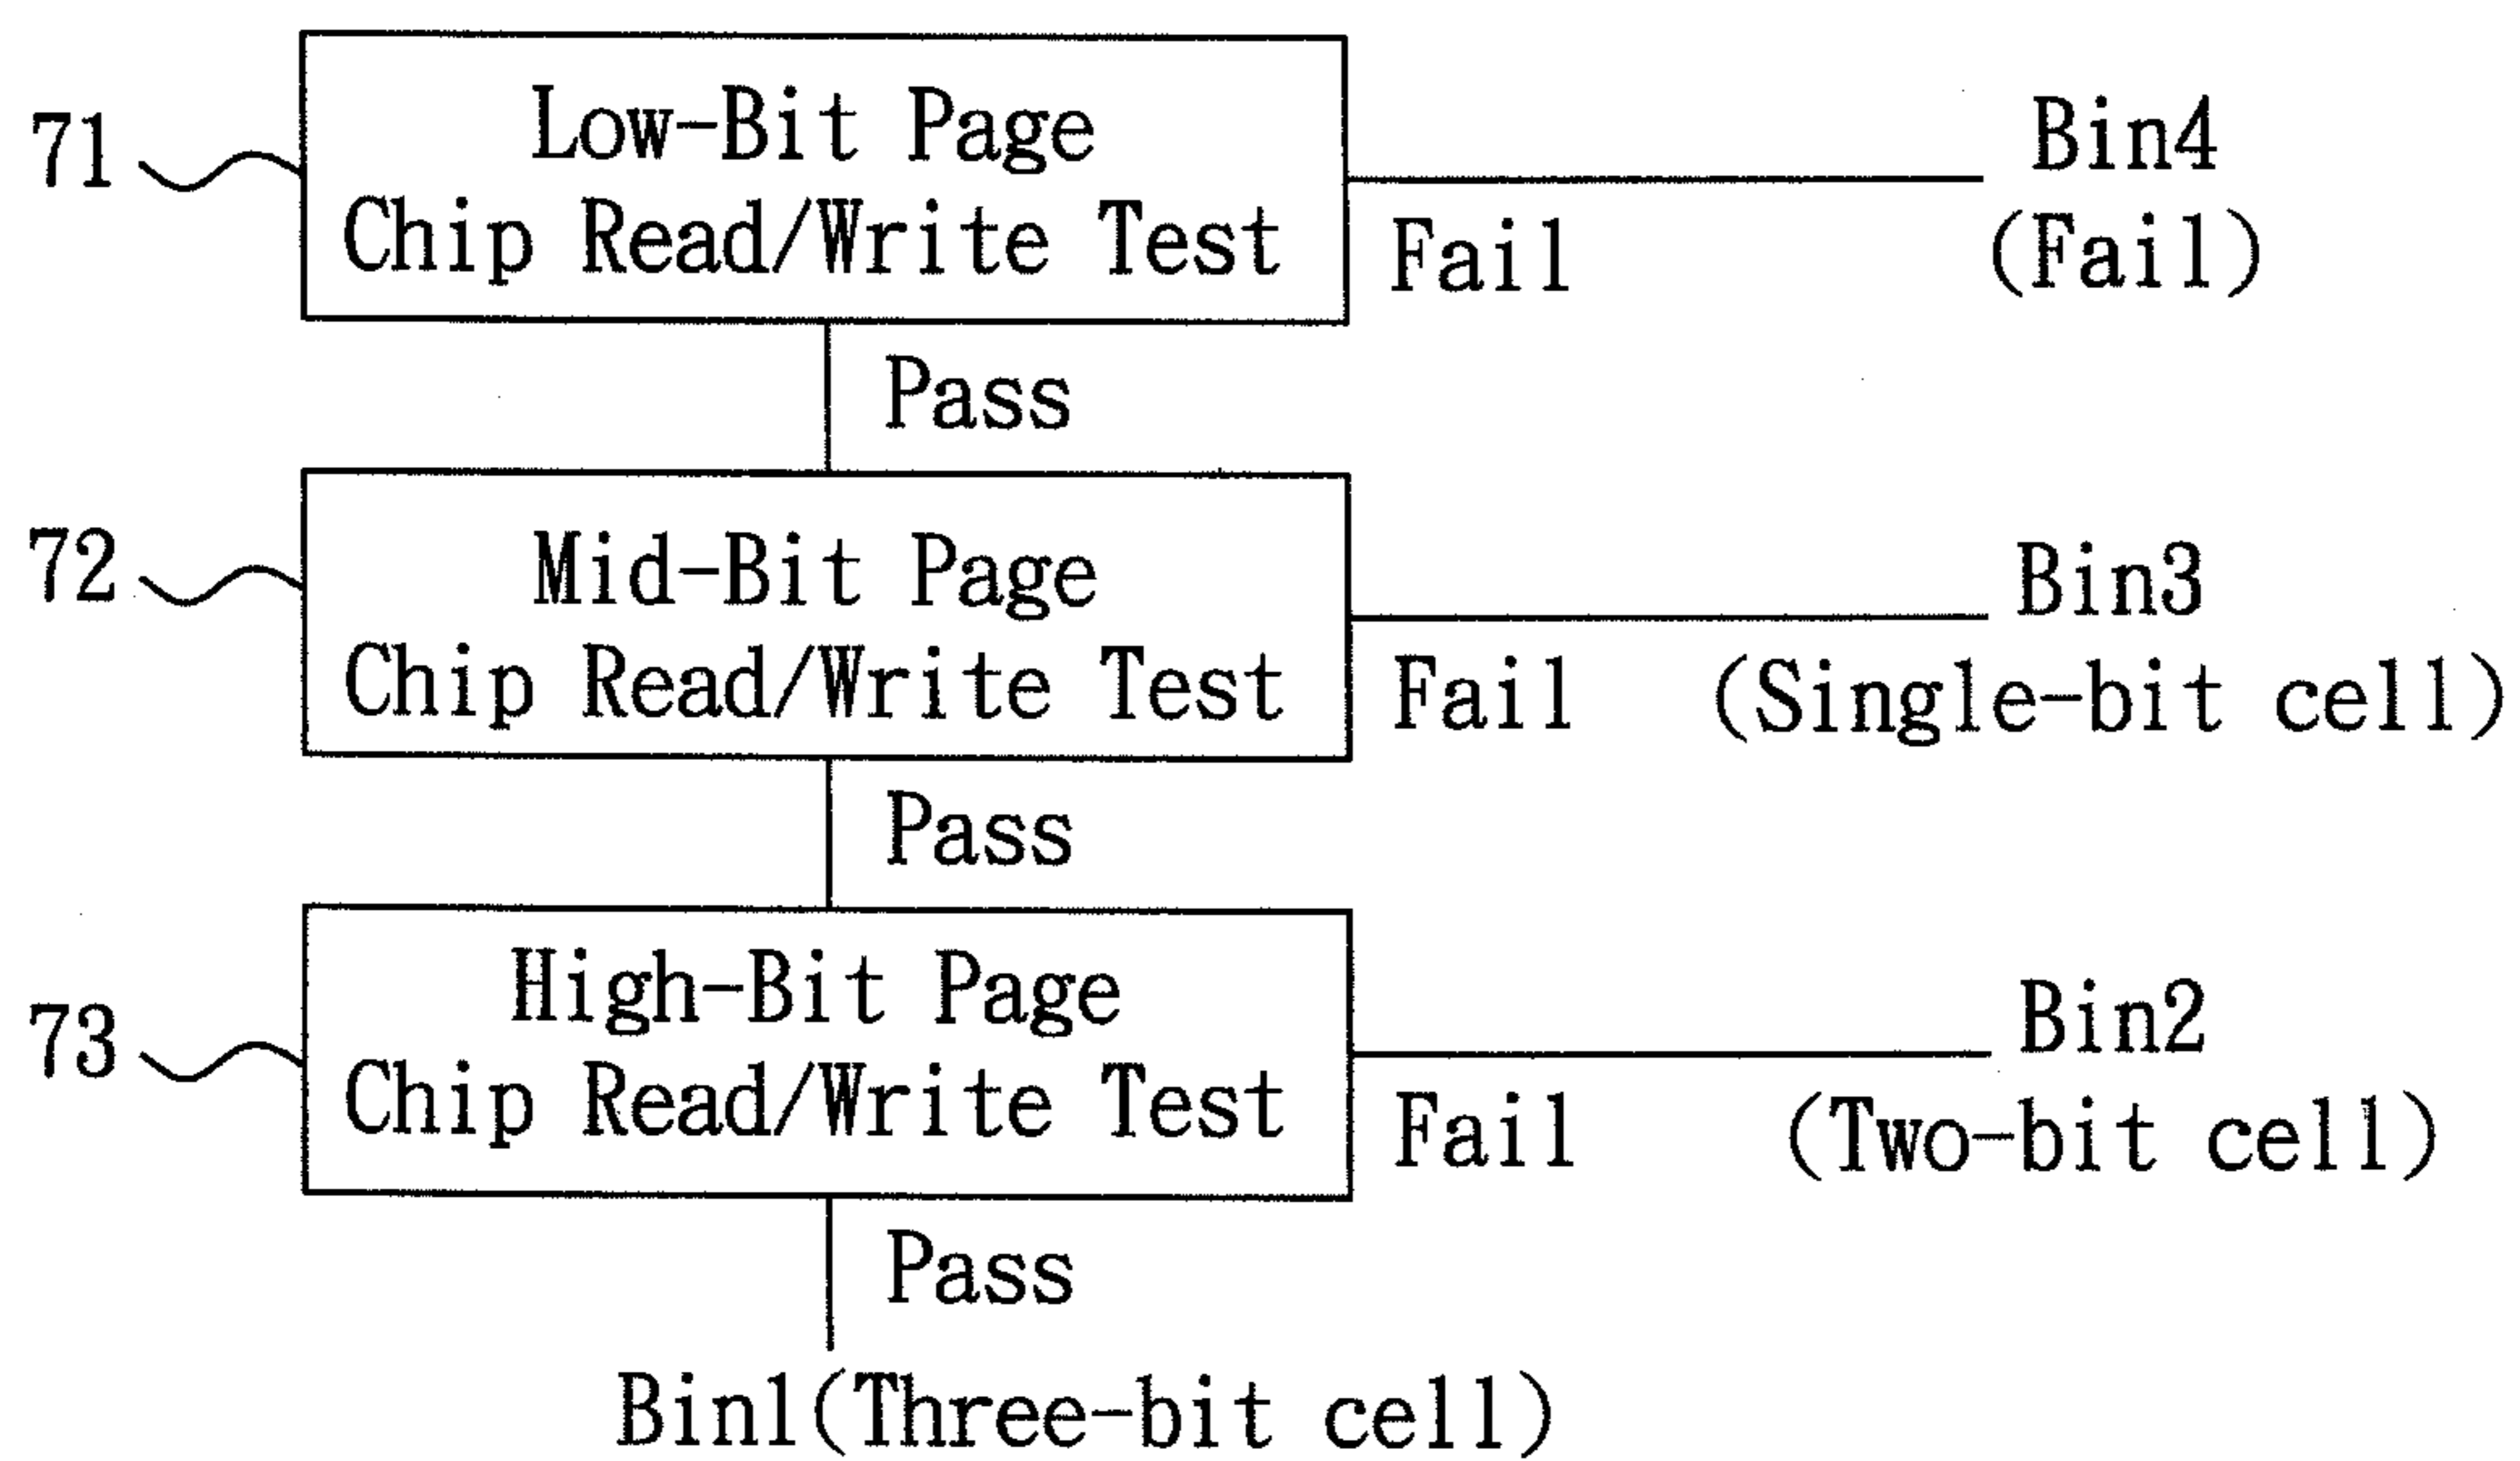 71
Low-Bit Page
Chip Read/Write Test
Fail
Bin4
(Fail)
Pass
72
Mid-Bit Page
Chip Read/Write Test
Fail
Bin3
(Single-bit cell)
Pass
73
High-Bit Page
Chip Read/Write Test
Fail
Bin2
(Two-bit cell)
Pass
Bin1(Three-bit cell)